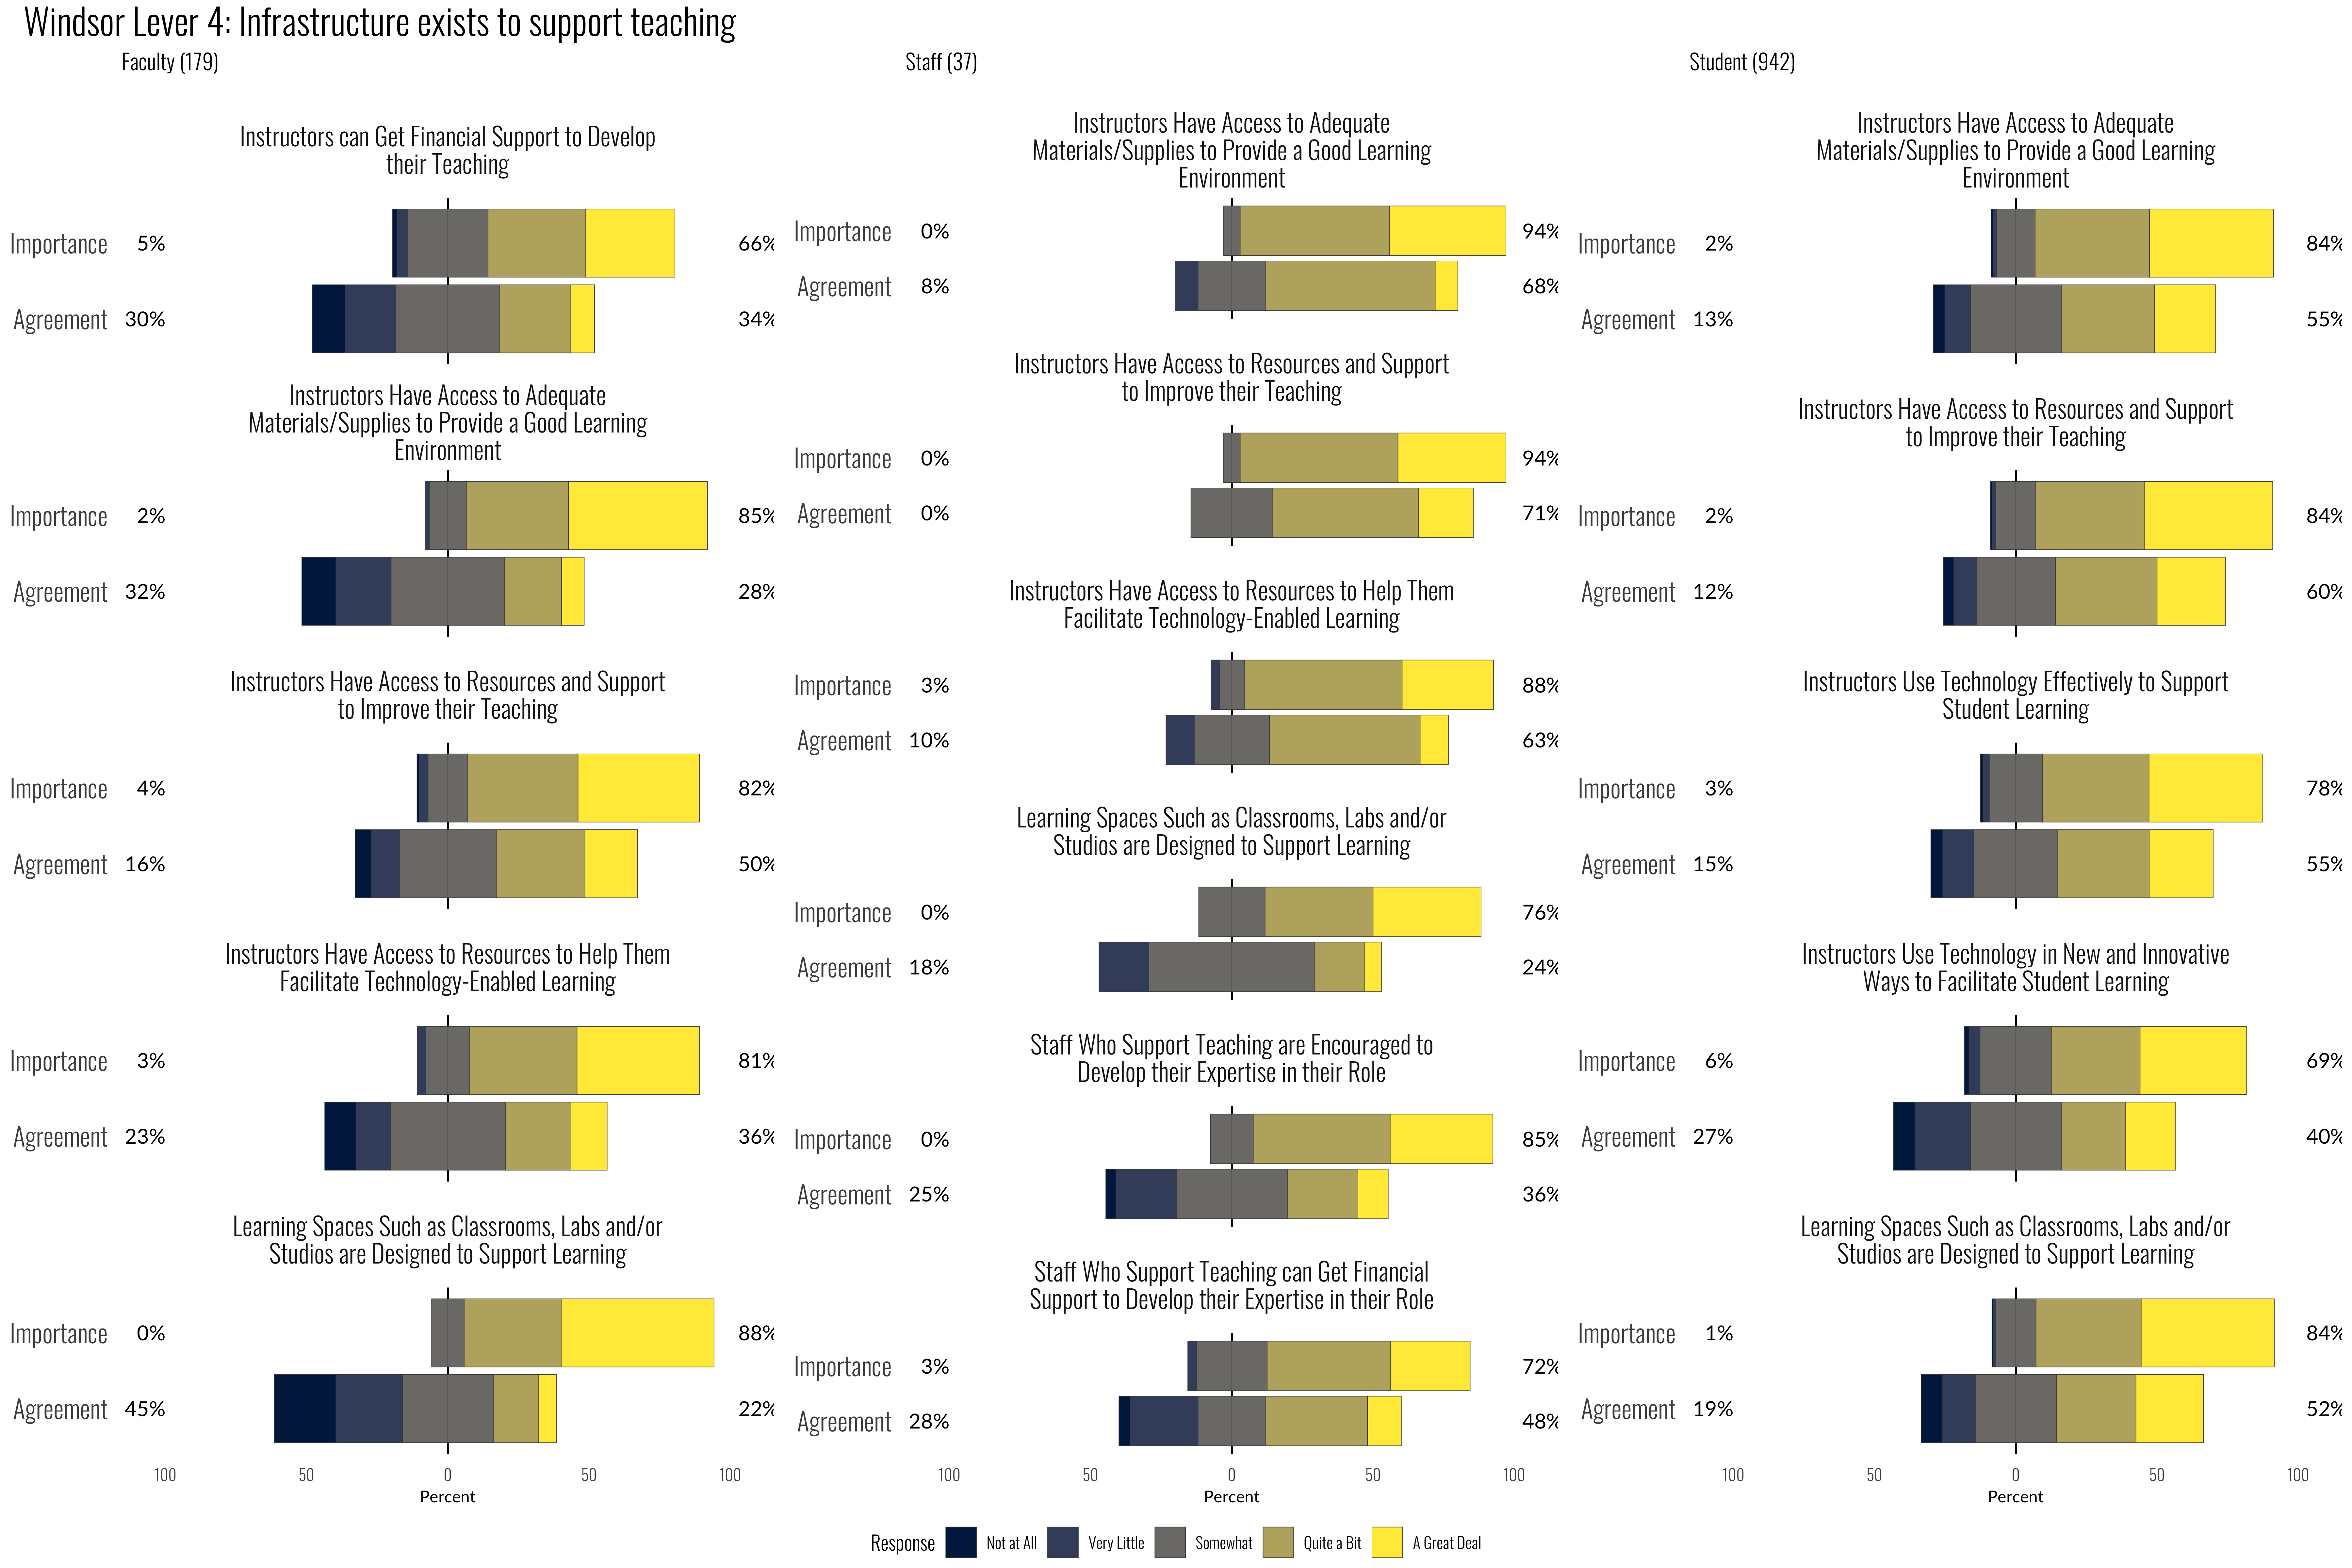 Windsor Lever 4: Infrastructure exists to support teaching
Faculty (179)
Instructors can Get Financial Support to Develop
their Teaching
Importance 5% 66%
Agreement 30% 34%
Instructors Have Access to Adequate
Materials/Supplies to Provide a Good Learning
Environment
Importance 2% 85%
Agreement 32% 28%
Instructors Have Access to Resources and Support
to Improve their Teaching
Importance 4% 82%
Agreement 16% 50%
Instructors Have Access to Resources to Help Them
Facilitate Technology-Enabled Learning
Importance 3% 81%
Agreement 23% 36%
Learning Spaces Such as Classrooms, Labs and/or
Studios are Designed to Support Learning
Importance 0% 88%
Agreement 45% 22%
100 50 0 50 100
Percent
Staff (37)
Instructors Have Access to Adequate
Materials/Supplies to Provide a Good Learning
Environment
Importance 0% 94%
Agreement 8% 68%
Instructors Have Access to Resources and Support
to Improve their Teaching
Importance 0% 94%
Agreement 0% 71%
Instructors Have Access to Resources to Help Them
Facilitate Technology-Enabled Learning
Importance 3% 88%
Agreement 10% 63%
Learning Spaces Such as Classrooms, Labs and/or
Studios are Designed to Support Learning
Importance 0% 76%
Agreement 18% 24%
Staff Who Support Teaching are Encouraged to
Develop their Expertise in their Role
Importance 0% 85%
Agreement 25% 36%
Staff Who Support Teaching can Get Financial
Support to Develop their Expertise in their Role
Importance 3% 72%
Agreement 28% 48%
100 50 0 50 100
Percent
Student (942)
Instructors Have Access to Adequate
Materials/Supplies to Provide a Good Learning
Environment
Importance 2% 84%
Agreement 13% 55%
Instructors Have Access to Resources and Support
to Improve their Teaching
Importance 2% 84%
Agreement 12% 60%
Instructors Use Technology Effectively to Support
Student Learning
Importance 3% 78%
Agreement 15% 55%
Instructors Use Technology in New and Innovative
Ways to Facilitate Student Learning
Importance 6% 69%
Agreement 27% 40%
Learning Spaces Such as Classrooms, Labs and/or
Studios are Designed to Support Learning
Importance 1% 84%
Agreement 19% 52%
100 50 0 50 100
Percent
Response Not at All Very Little Somewhat Quite a Bit A Great Deal